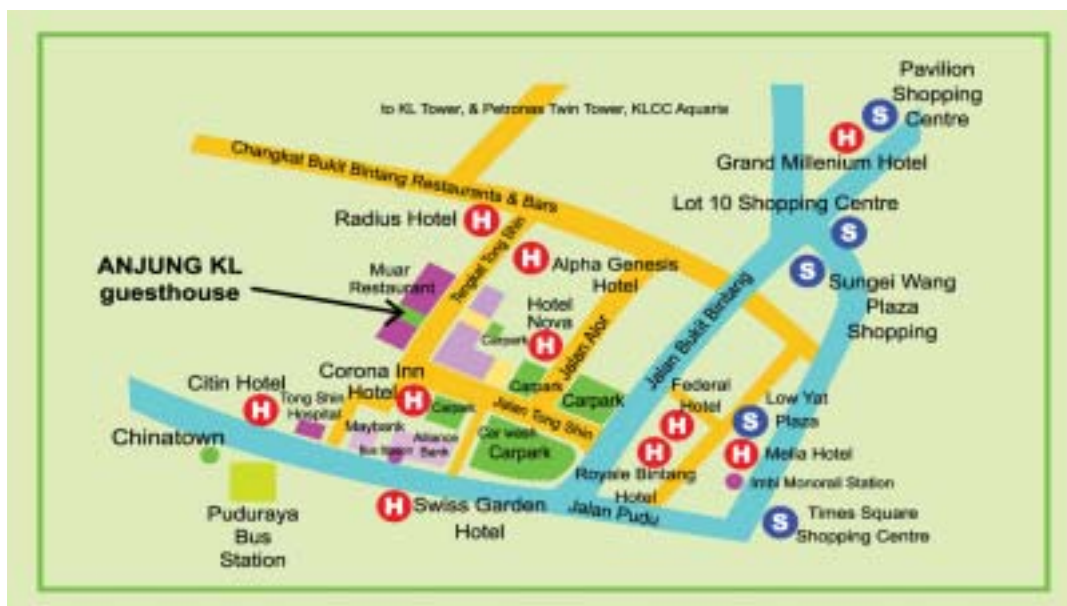 Pavilion
Shopping
Centre
S
H
Grand Millenium Hotel
to KL Tower, & Petronas Twin Tower, KLCC Aquaria
Changkat Bukit Bintang Restaurants & Bars
Lot 10 Shopping Centre
S
Radius Hotel
H
Tengkat Tong Shin
H
Alpha Genesis
Hotel
S
Sungei Wang
Plaza
Shopping
ANJUNG KL
guesthouse
Muar
Restaurant
Hotel
Nova
H
Carpark
Jalan Alor
Jalan Bukit Bintang
Corona Inn
Hotel
H
Carpark
Carpark
Carpark
Jalan Tong Shin
Citin Hotel
H
Tong Shin
Hospital
Maybank
Bus station
Alliance
Bank
Car wash
Carpark
Federal
Hotel
H
Low Yat
Plaza
S
Chinatown
H
Royale Bintang
Hotel
H
Melia Hotel
Imbi Monorail Station
Puduraya
Bus
Station
H
Swiss Garden
Hotel
Jalan Pudu
S
Times Square
Shopping Centre